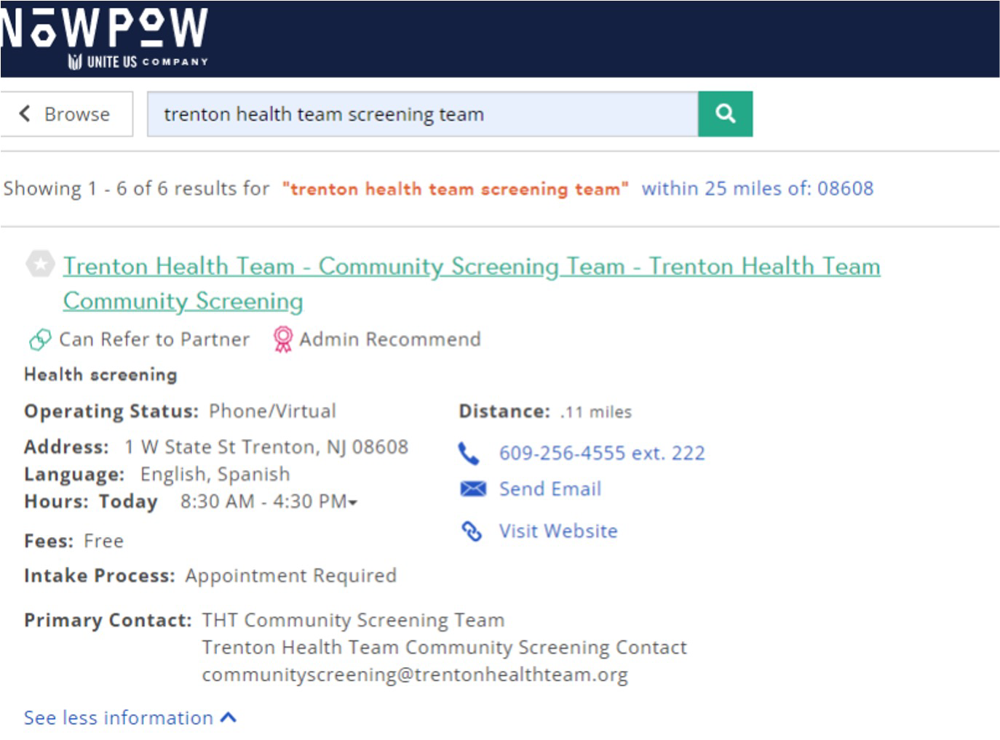 NOWPOW
UNITE US COMPANY
Browse
trenton health team screening team
Showing 1 - 6 of 6 results for "trenton health team screening team" within 25 miles of: 08608
Trenton Health Team - Community Screening Team - Trenton Health Team
Community Screening
Can Refer to Partner Admin Recommend
Health screening
Operating Status: Phone/Virtual
Address: 1 W State St Trenton, NJ 08608
Language: English, Spanish
Hours: Today 8:30 AM - 4:30 PM
Fees: Free
Intake Process: Appointment Required
Distance: .11 miles
609-256-4555 ext. 222
Send Email
Visit Website
Primary Contact: THT Community Screening Team
Trenton Health Team Community Screening Contact
communityscreening@trentonhealthteam.org
See less information